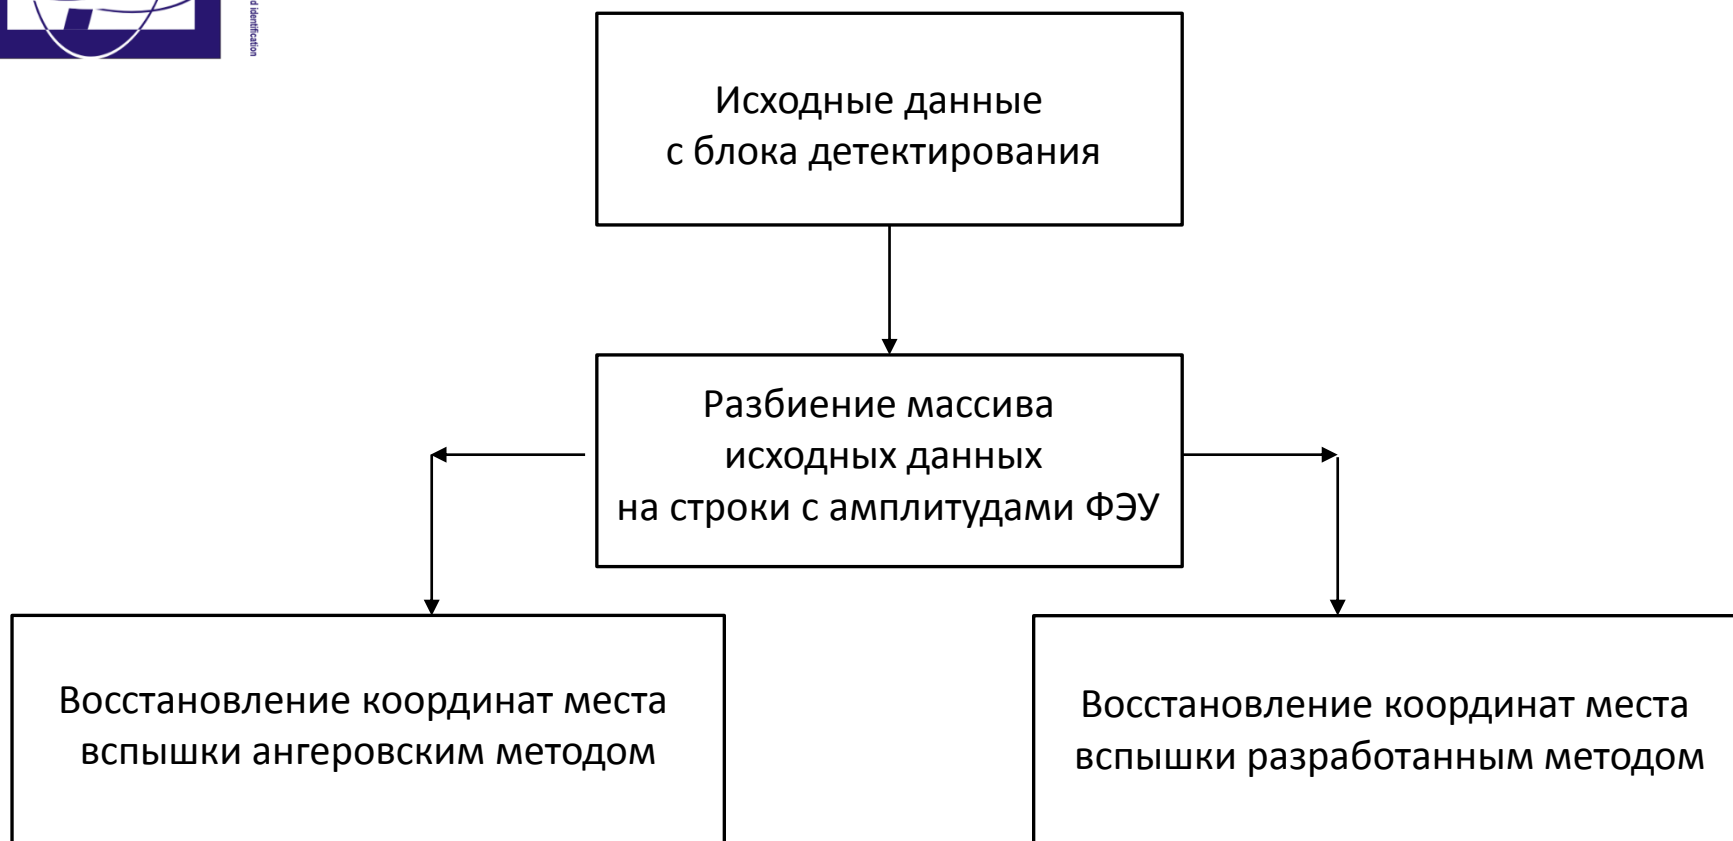 d identification
Исходные данные
с блока детектирования
Разбиение массива
исходных данных
на строки с амплитудами ФЭУ
Восстановление координат места
вспышки ангеровским методом
Восстановление координат места
вспышки разработанным методом